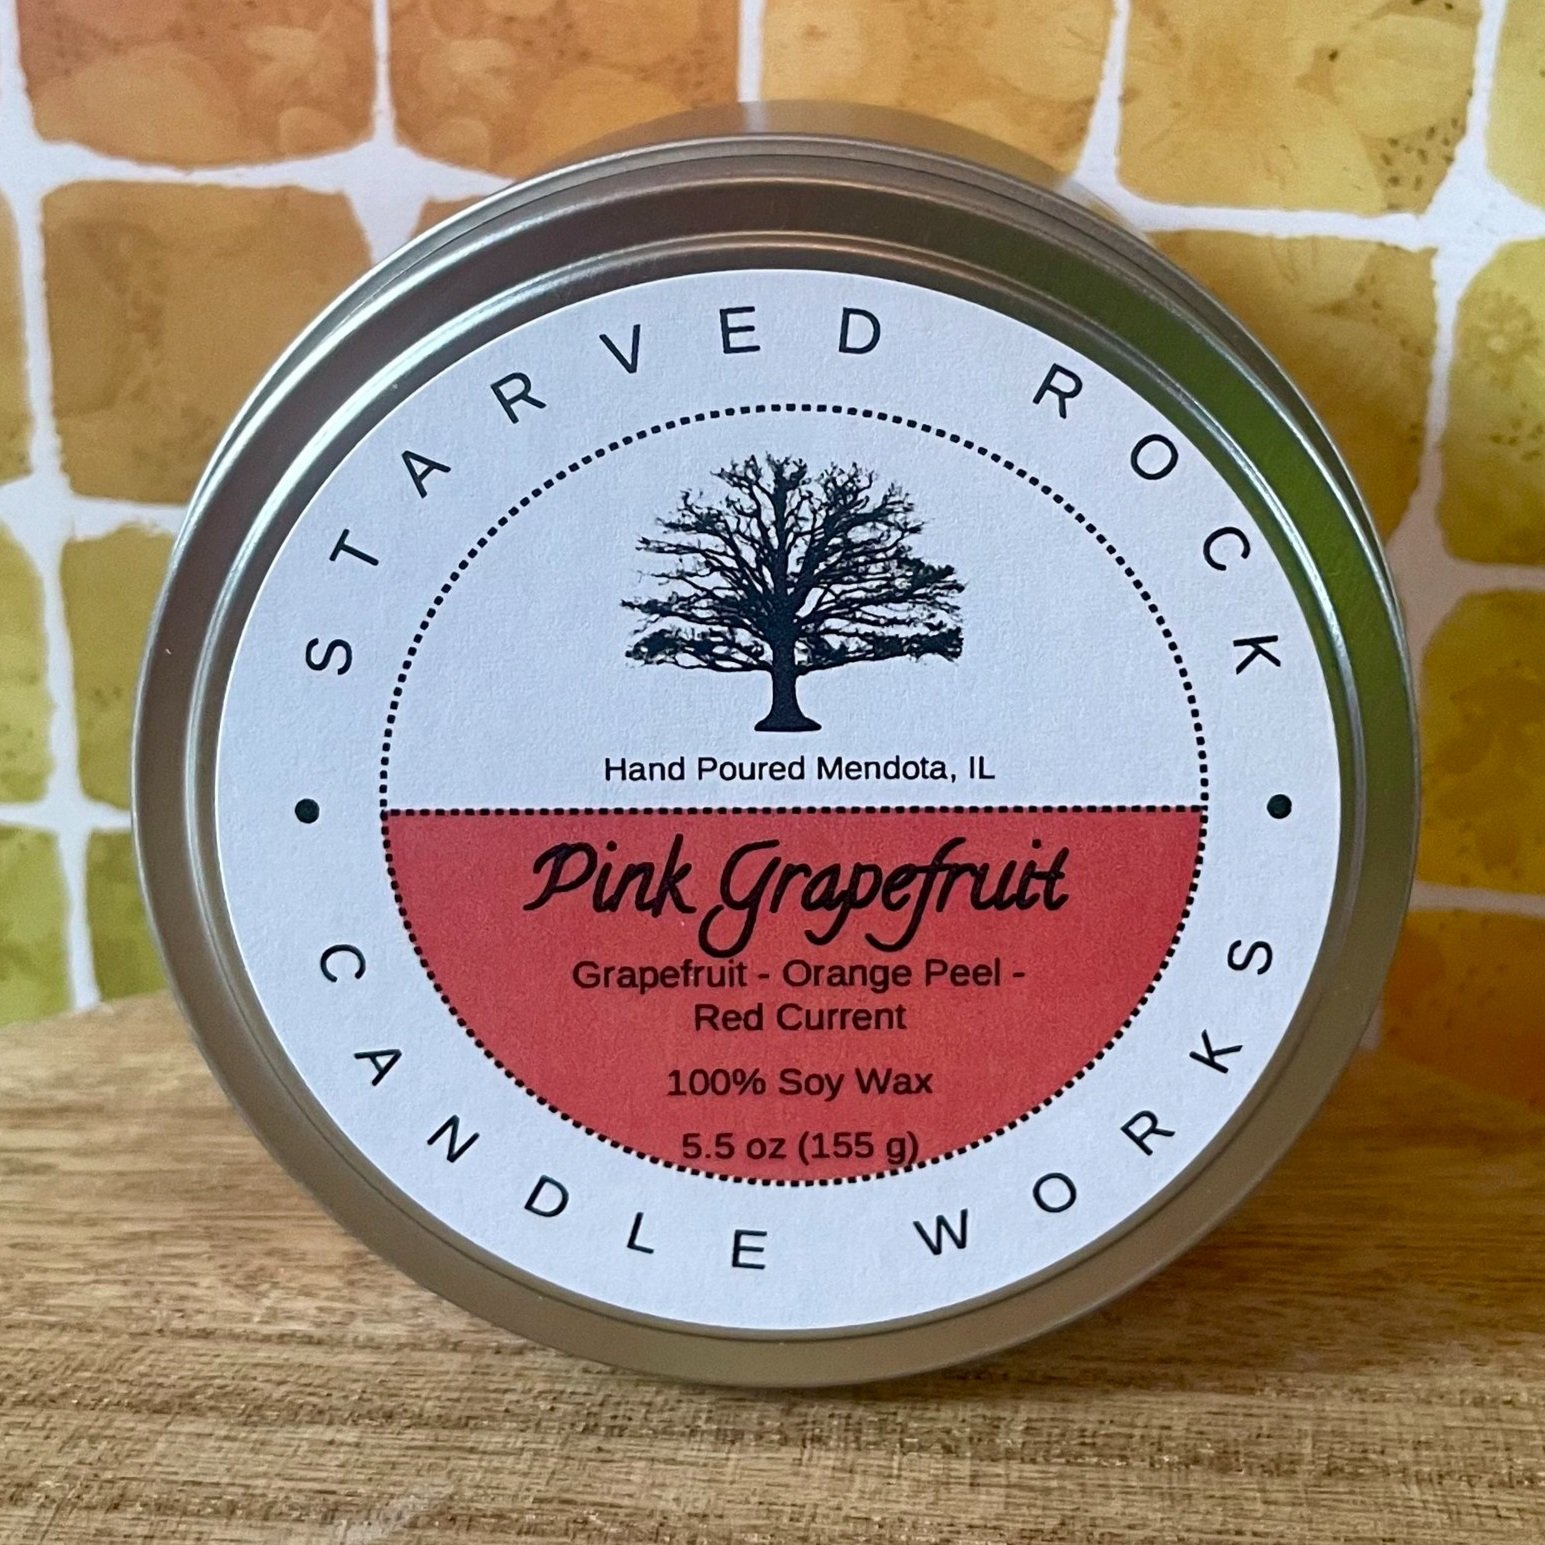 STARVED ROCK
Hand Poured Mendota, IL
Pink Grapefruit
Grapefruit - Orange Peel -
Red Current
100% Soy Wax
5.5 oz (155 g)
CANDLE WORKS